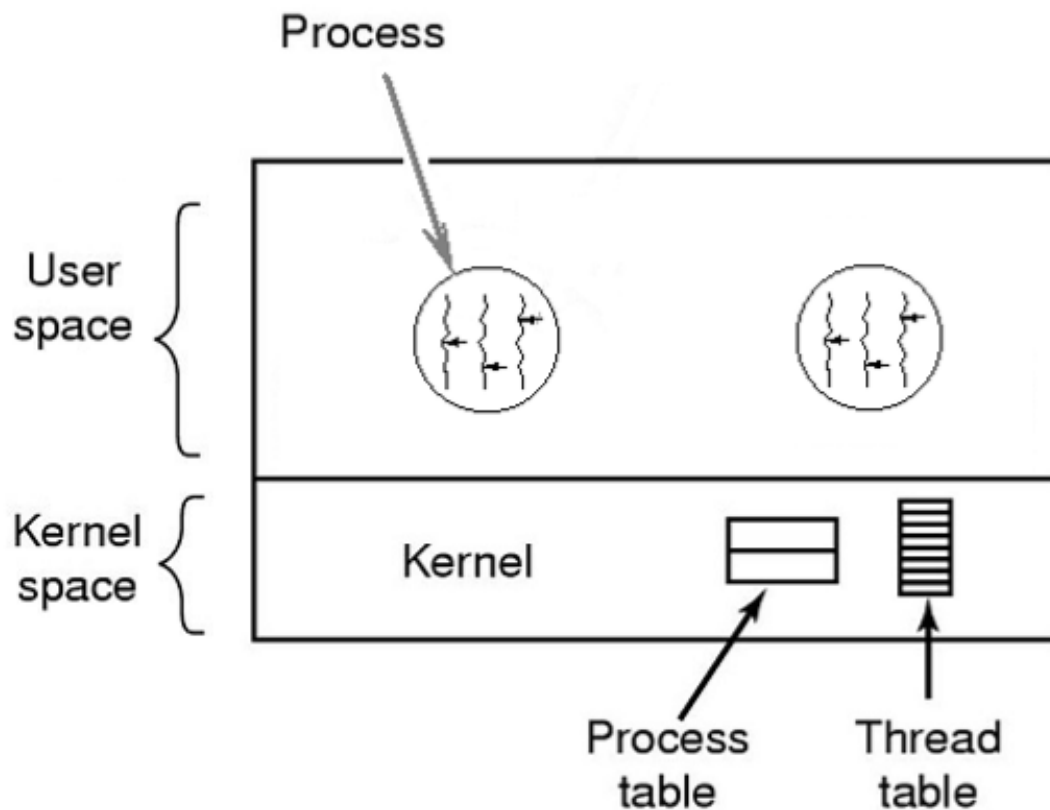 Process
User
space
Kernel
space
Kernel
Process
table
Thread
table